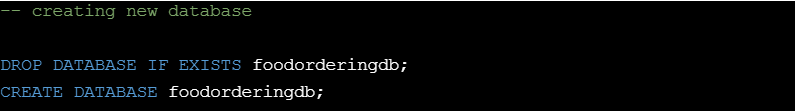 -- creating new database
DROP DATABASE IF EXISTS foodorderingdb;
CREATE DATABASE foodorderingdb;